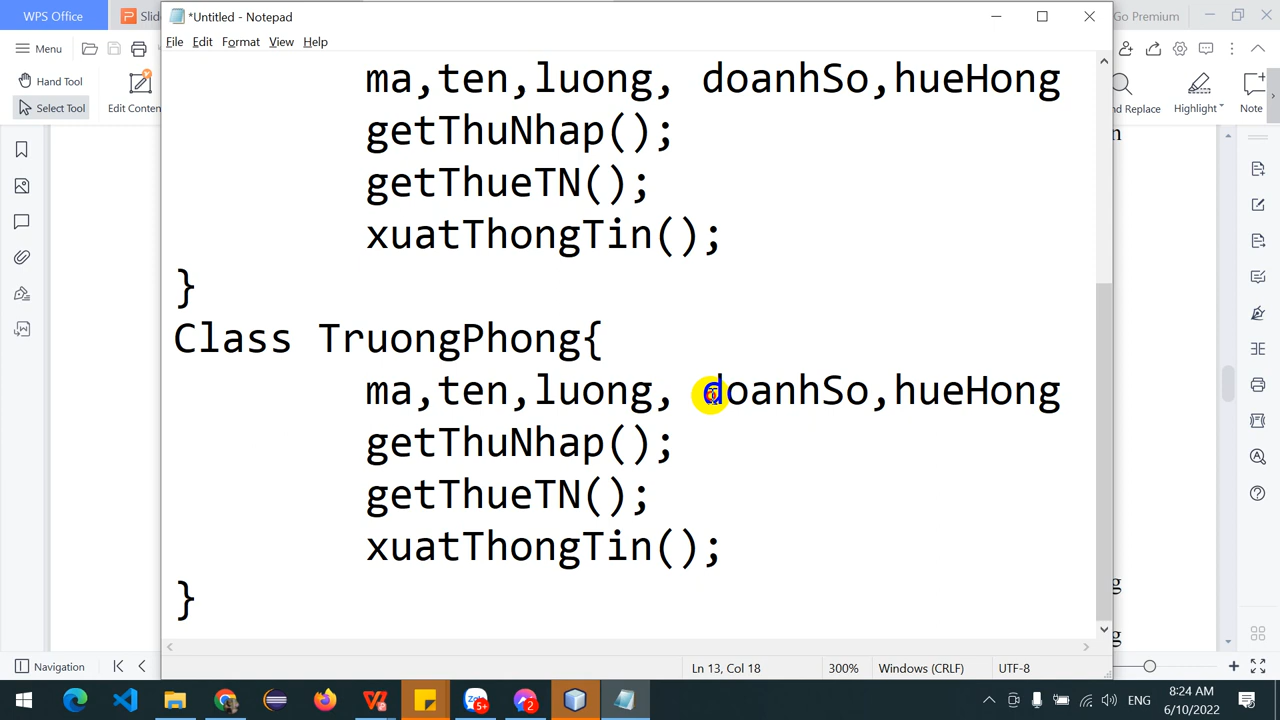 WPS Office
Slid
*Untitled - Notepad
Go Premium
Menu
File Edit Format View Help
Hand Tool
Select Tool
Edit Conten
nd Replace
Highlight
Note
ma,ten,luong, doanhSo,hueHong
getThuNhap();
getThueTN();
xuatThongTin();
}
Class TruongPhong{
ma,ten,luong, doanhSo,hueHong
getThuNhap();
getThueTN();
xuatThongTin();
}
n
g
g
Navigation
Ln 13, Col 18
300%
Windows (CRLF)
UTF-8
5+
2
ENG
8:24 AM
6/10/2022